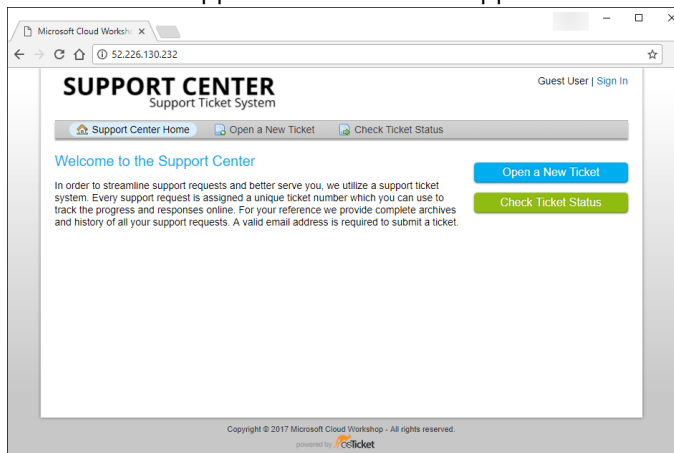 Microsoft Cloud Worksh
52.226.130.232
SUPPORT CENTER
Support Ticket System
Guest User | Sign In
Support Center Home
Open a New Ticket
Check Ticket Status
Welcome to the Support Center
In order to streamline support requests and better serve you, we utilize a support ticket
system. Every support request is assigned a unique ticket number which you can use to
track the progress and responses online. For your reference we provide complete archives
and history of all your support requests. A valid email address is required to submit a ticket.
Open a New Ticket
Check Ticket Status
Copyright © 2017 Microsoft Cloud Workshop - All rights reserved.
powered by osTicket